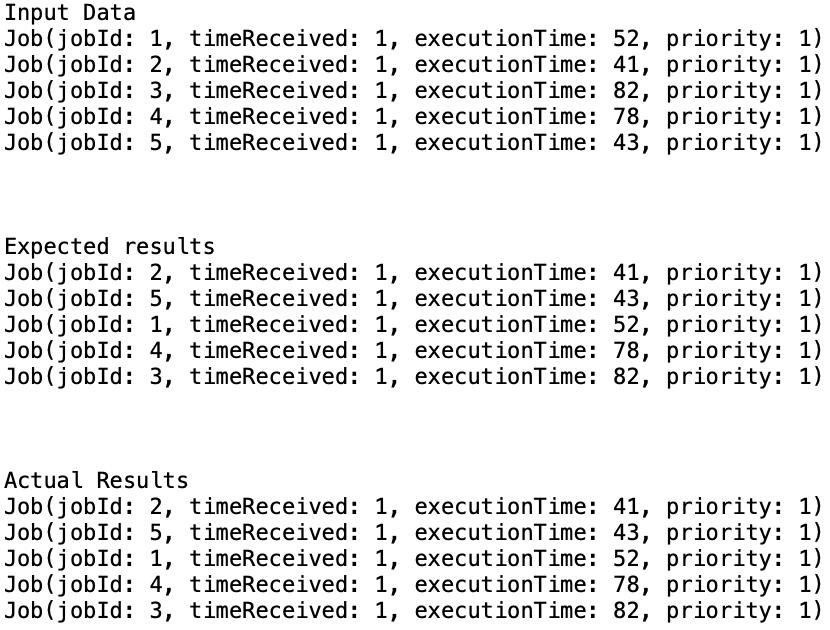 Input Data
Job(jobId: 1, timeReceived: 1, executionTime: 52, priority: 1)
Job(jobId: 2, timeReceived: 1, executionTime: 41, priority: 1)
Job(jobId: 3, timeReceived: 1, executionTime: 82, priority: 1)
Job(jobId: 4, timeReceived: 1, executionTime: 78, priority: 1)
Job(jobId: 5, timeReceived: 1, executionTime: 43, priority: 1)
Expected results
Job(jobId: 2, timeReceived: 1, executionTime: 41, priority: 1)
Job(jobId: 5, timeReceived: 1, executionTime: 43, priority: 1)
Job(jobId: 1, timeReceived: 1, executionTime: 52, priority: 1)
Job(jobId: 4, timeReceived: 1, executionTime: 78, priority: 1)
Job(jobId: 3, timeReceived: 1, executionTime: 82, priority: 1)
Actual Results
Job(jobId: 2, timeReceived: 1, executionTime: 41, priority: 1)
Job(jobId: 5, timeReceived: 1, executionTime: 43, priority: 1)
Job(jobId: 1, timeReceived: 1, executionTime: 52, priority: 1)
Job(jobId: 4, timeReceived: 1, executionTime: 78, priority: 1)
Job(jobId: 3, timeReceived: 1, executionTime: 82, priority: 1)